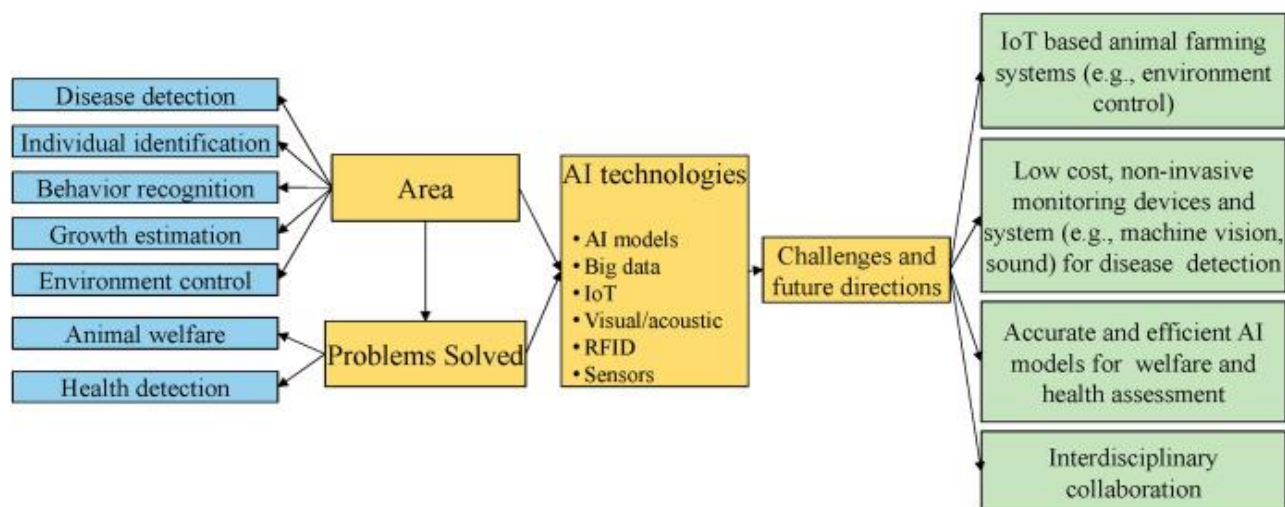 Disease detection
Individual identification
Behavior recognition
Growth estimation
Environment control
Animal welfare
Health detection
Area
Problems Solved
AI technologies
• AI models
• Big data
• IoT
• Visual/acoustic
• RFID
• Sensors
Challenges and
future directions
IoT based animal farming
systems (e.g., environment
control)
Low cost, non-invasive
monitoring devices and
system (e.g., machine vision,
sound) for disease detection
Accurate and efficient AI
models for welfare and
health assessment
Interdisciplinary
collaboration